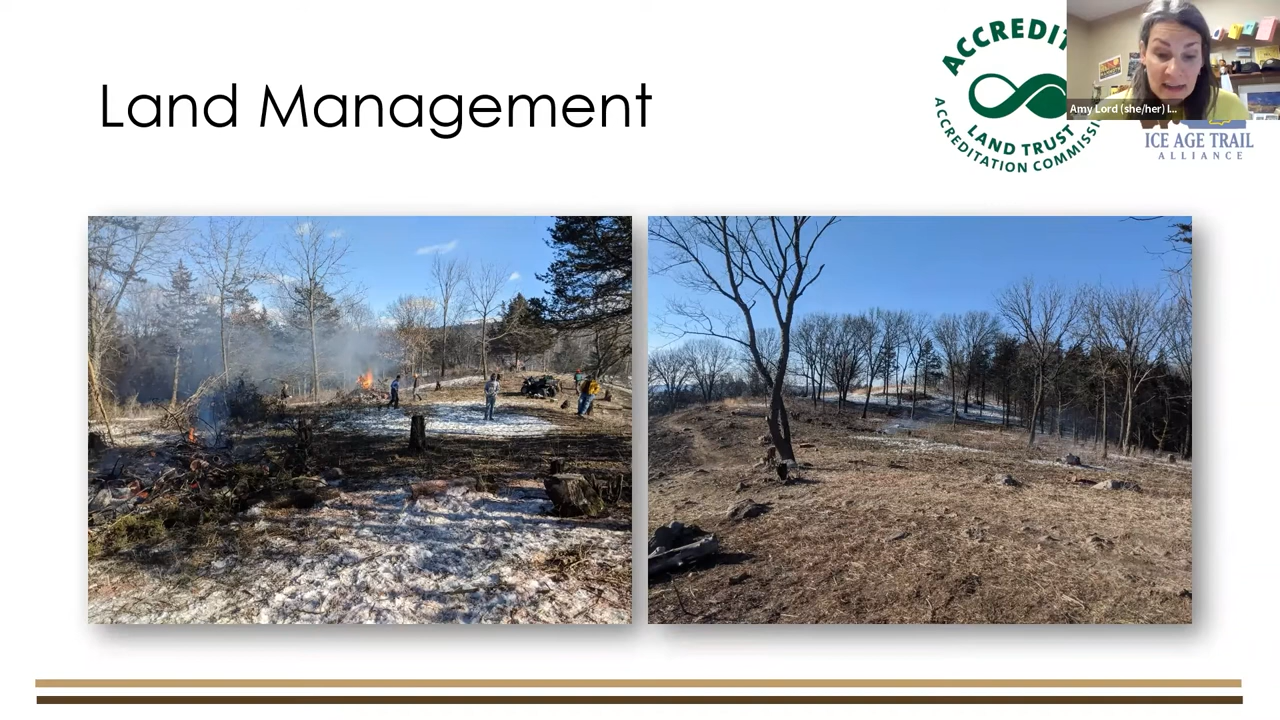 Land Management
ACCREDIT
LAND TRUST
ACCREDITATION COMMISSI
Amy Lord (she/her) I...
ICE AGE TRAIL
ALLIANCE